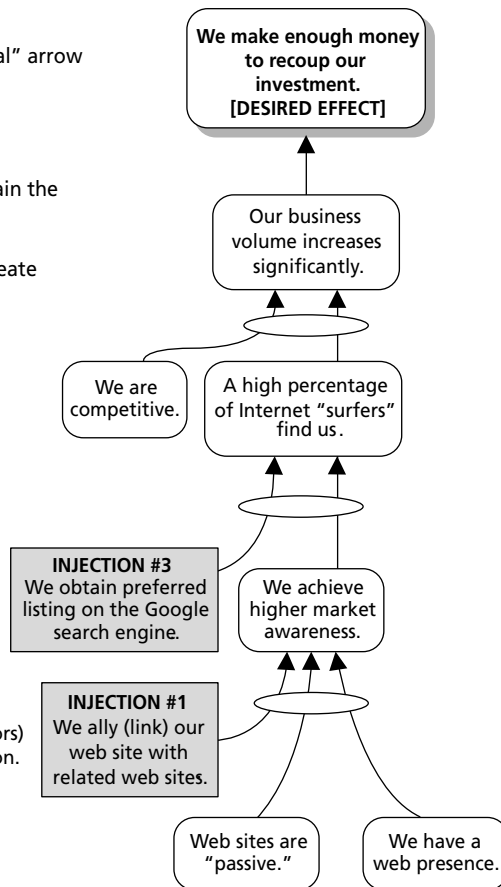 We make enough money
to recoup our
investment.
[DESIRED EFFECT]
al” arrow
ain the
Our business
volume increases
significantly.
eate
We are
competitive.
A high percentage
of Internet “surfers”
find us.
INJECTION #3
We obtain preferred
listing on the Google
search engine.
We achieve
higher market
awareness.
INJECTION #1
We ally (link) our
web site with
related web sites.
ors)
on.
Web sites are
“passive.”
We have a
web presence.